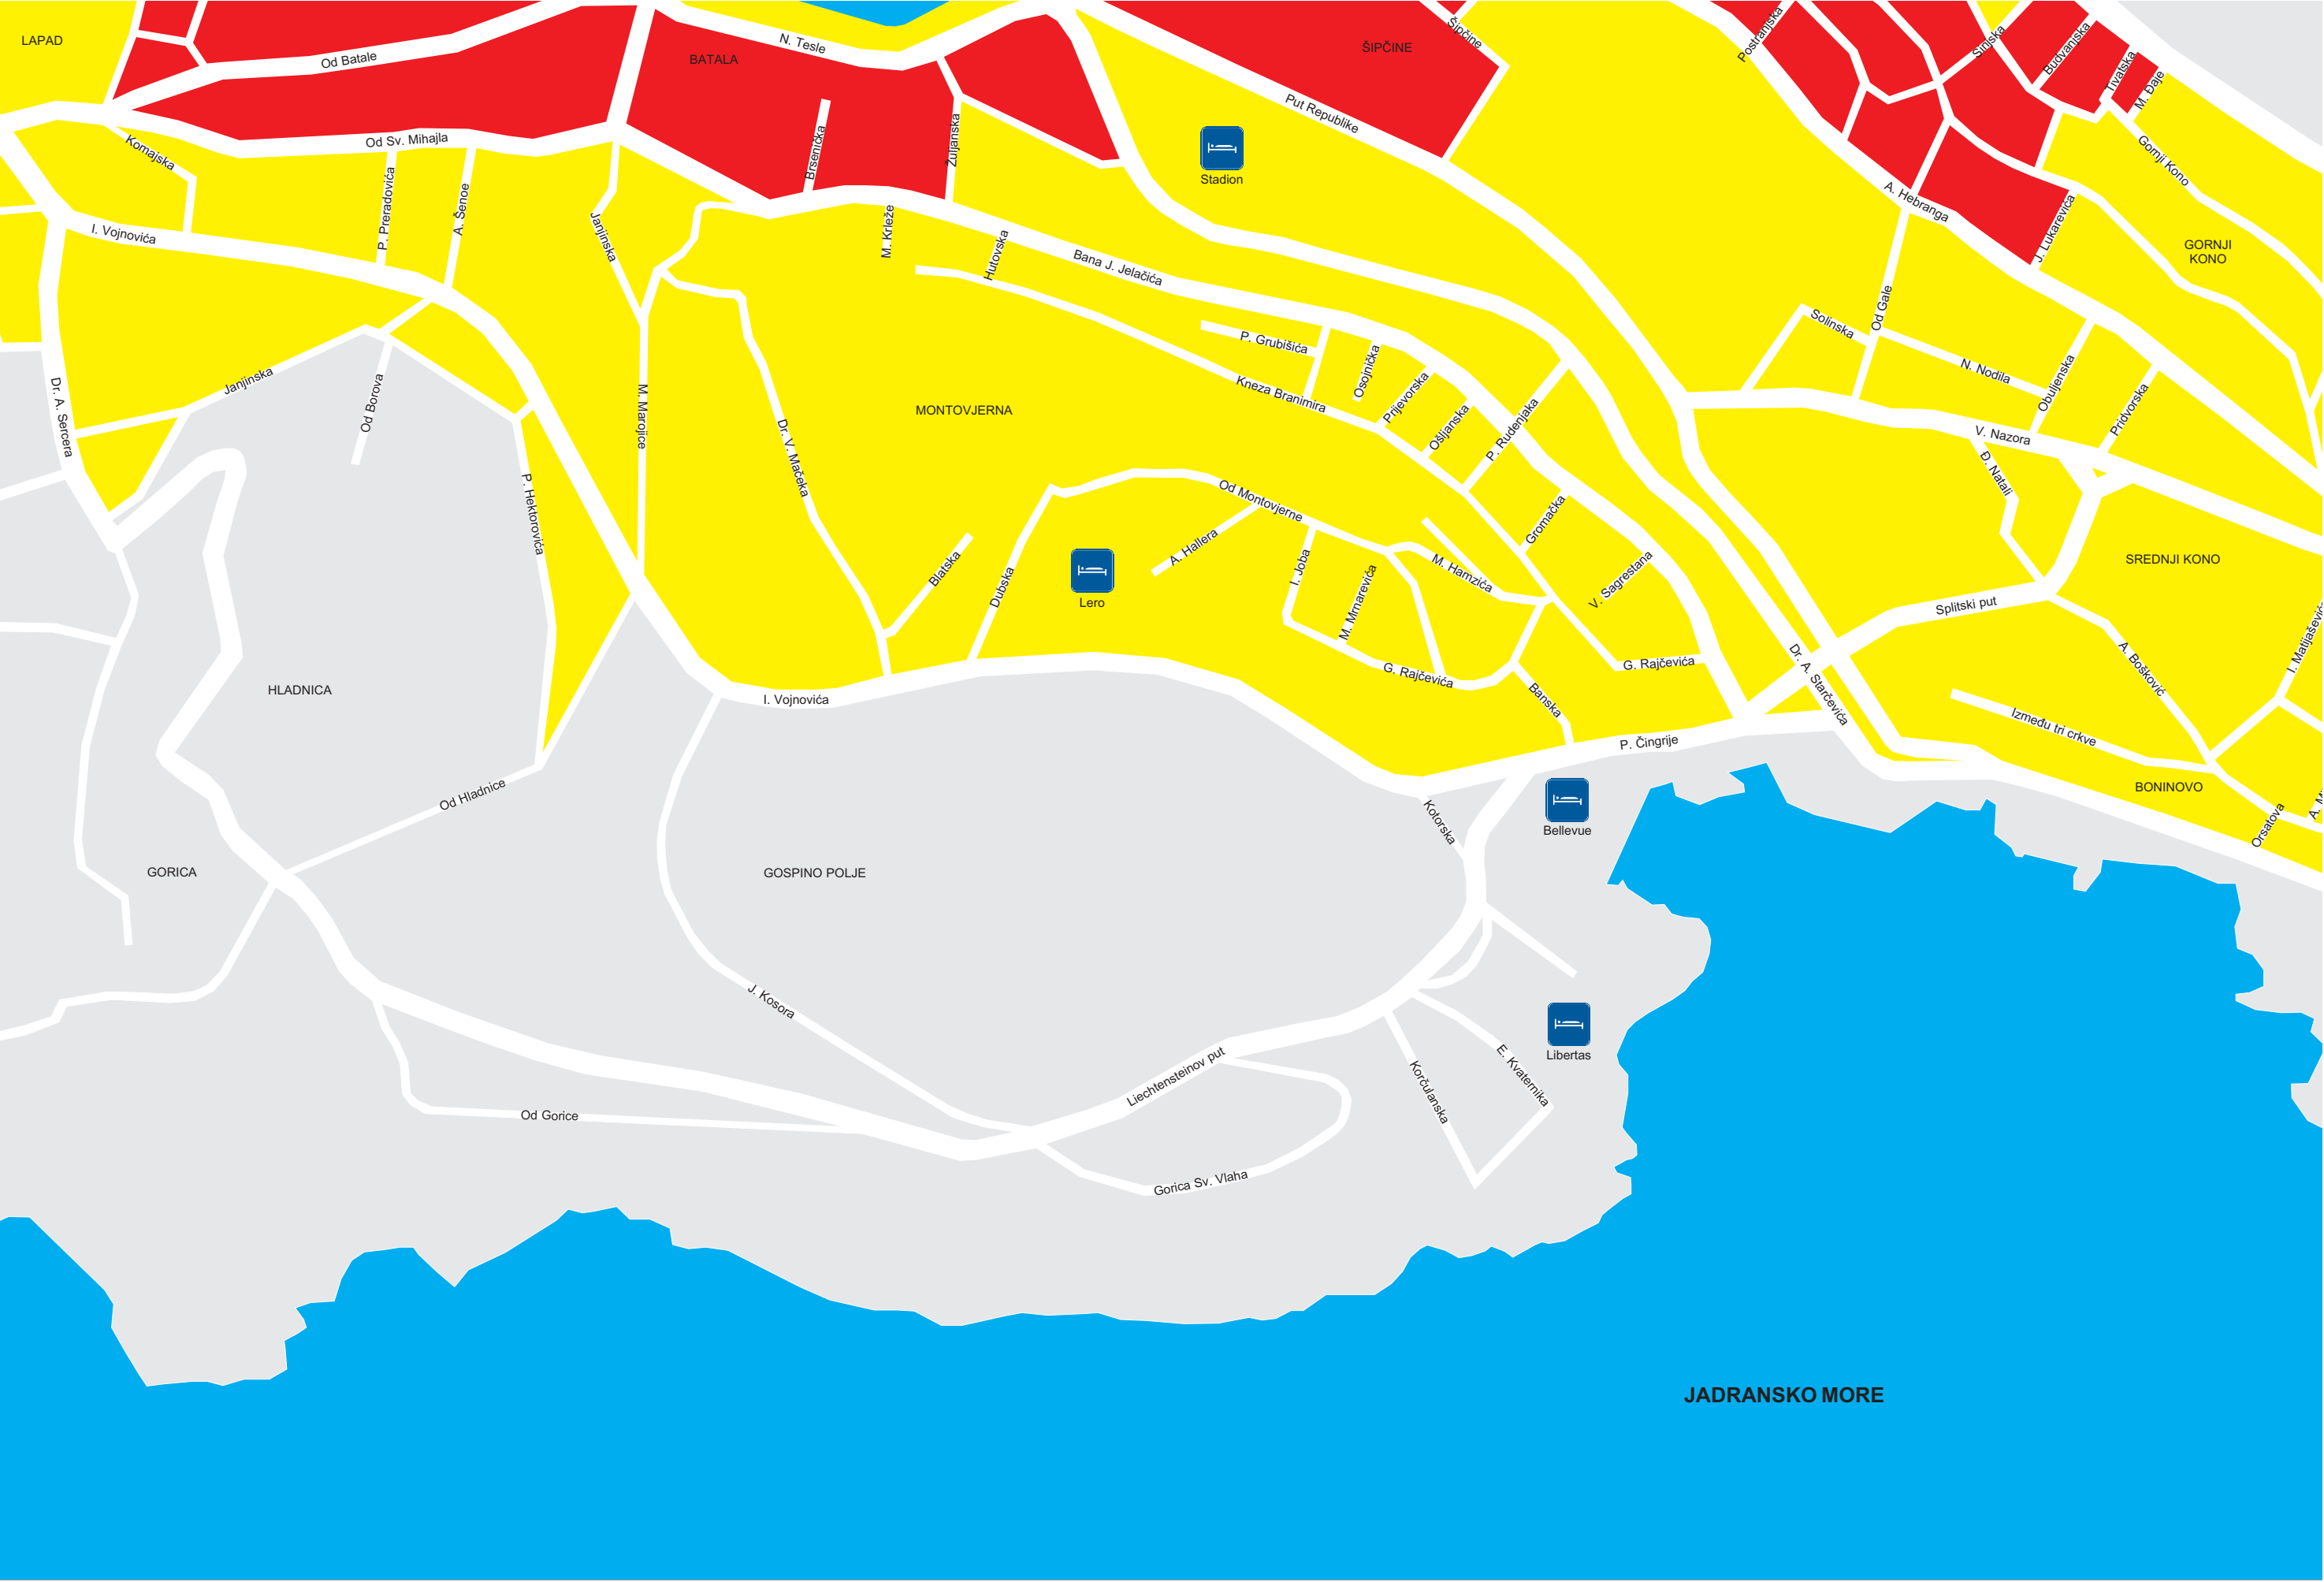 LAPAD
Od Batale
BATALA
N. Tesle
Šipčine
ŠIPČINE
Put Republike
Postranjska
Sinjska
Budvanjska
Tivatska
M. Đaje
Gornji Kono
Komajska
Od Sv. Mihajla
Brsenička
Žuljanska
Stadion
A. Hebranga
J. Lukarevića
GORNJI
KONO
I. Vojnovića
P. Preradovića
A. Šenoe
Janjinska
M. Krleže
Hutovska
Bana J. Jelačića
Od Gale
Solinska
N. Nodila
Obuljenska
Pridvorska
P. Grubišića
Osojnička
Kneza Branimira
Prijevorska
Ošljanska
P. Rudenjaka
Dr. A. Sercera
Janjinska
Od Borova
M. Marojice
MONTOVJERNA
Dr. V. Mačeka
V. Nazora
Đ. Natali
P. Hektorovića
Od Montovjerne
Gromačka
A. Hallera
Blatska
Dubska
Lero
I. Joba
M. Mrnarevića
M. Hamzića
V. Sagrestana
SREDNJI KONO
Splitski put
I. Matijaševića
A. Bošković
G. Rajčevića
G. Rajčevića
Banska
Dr. A. Starčevića
HLADNICA
I. Vojnovića
P. Čingrije
Između tri crkve
BONINOVO
Od Hladnice
Kotorska
Bellevue
Orsatova
GORICA
GOSPINO POLJE
J. Kosora
Libertas
E. Kvaternika
Liechtensteinov put
Korčulanska
Od Gorice
Gorica Sv. Vlaha
JADRANSKO MORE